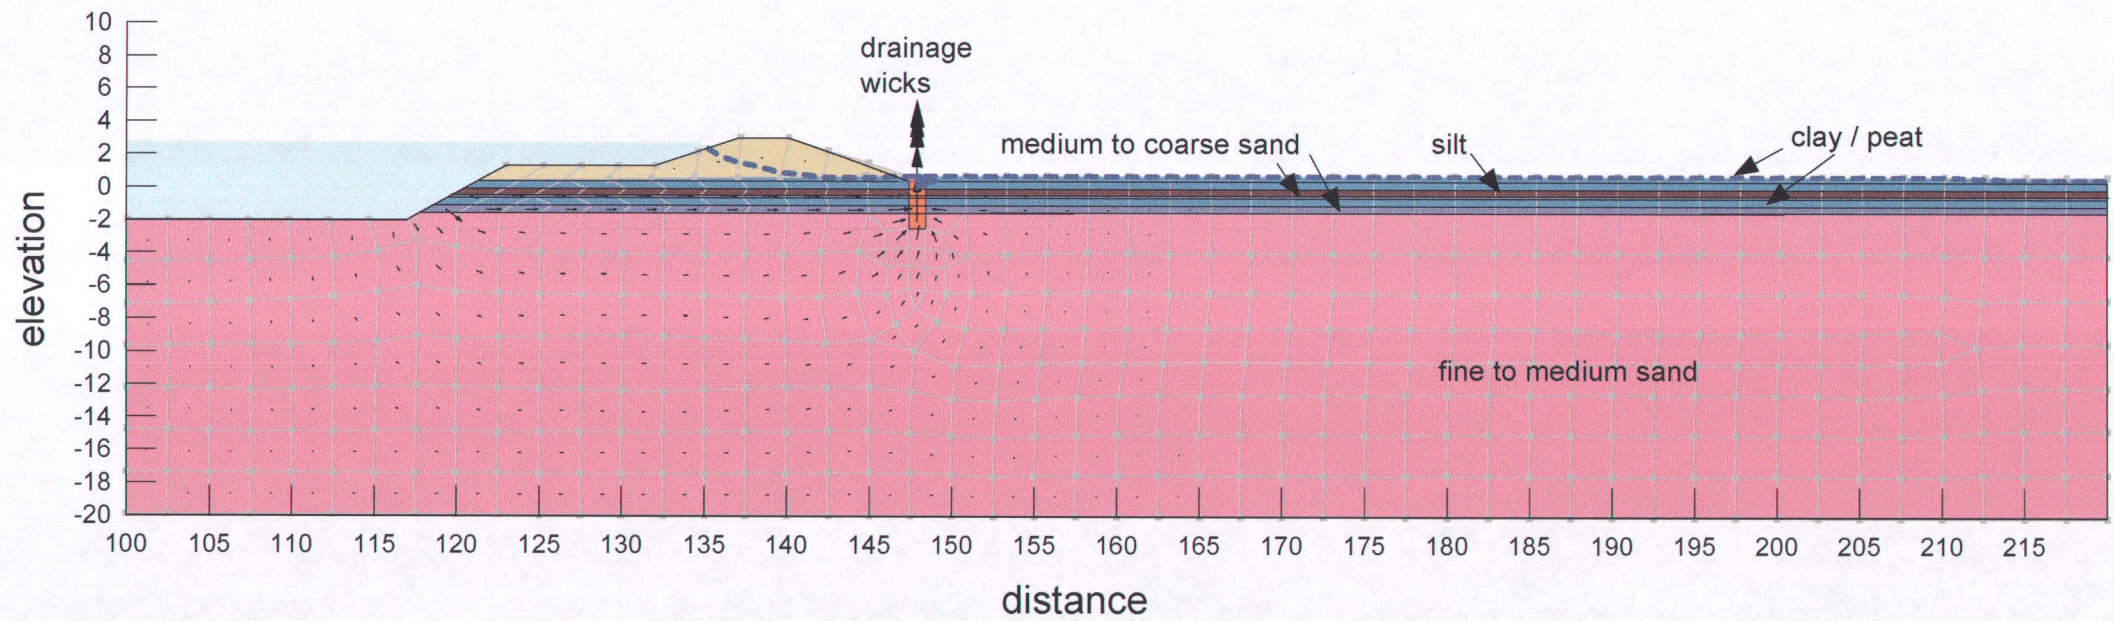 10
8
6
4
2
0
-2
-4
-6
-8
-10
-12
-14
-16
-18
-20
elevation
drainage
wicks
medium to coarse sand
silt
clay / peat
fine to medium sand
100 105 110 115 120 125 130 135 140 145 150 155 160 165 170 175 180 185 190 195 200 205 210 215
distance